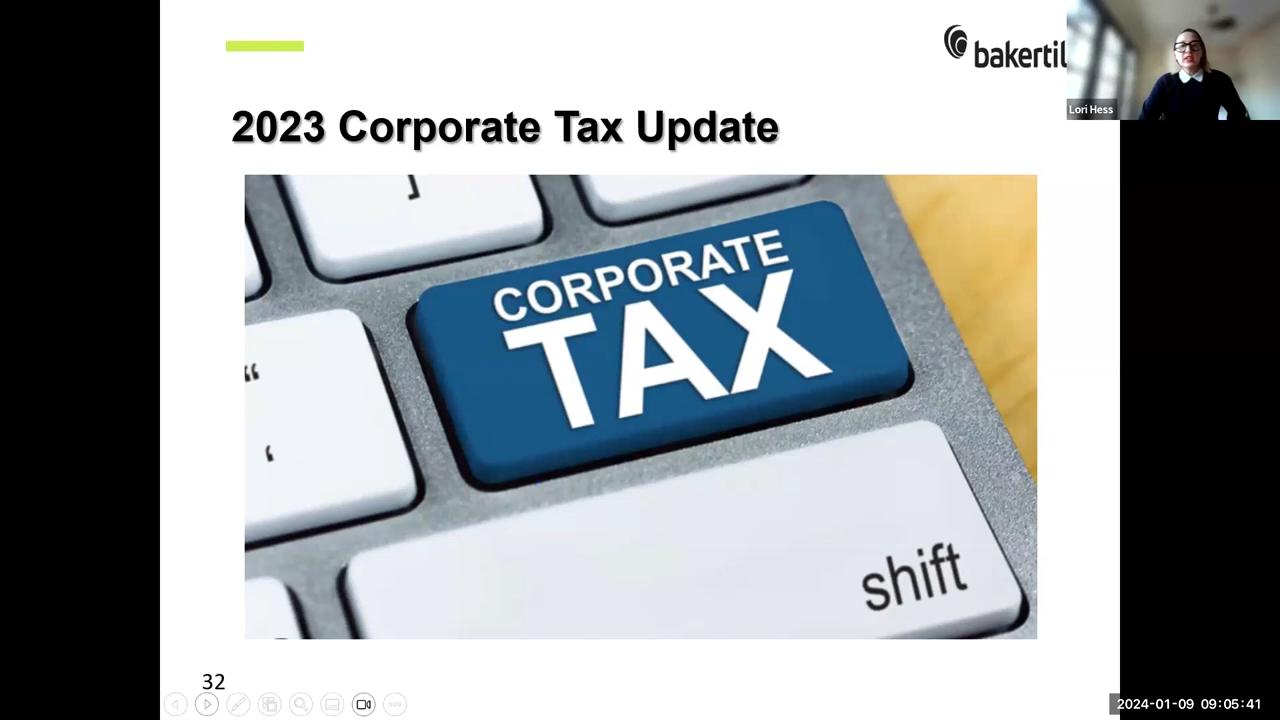 bakertil
Lori Hess
2023 Corporate Tax Update
]
CORPORATE
TAX
“
‘
shift
32
2024-01-09 09:05:41